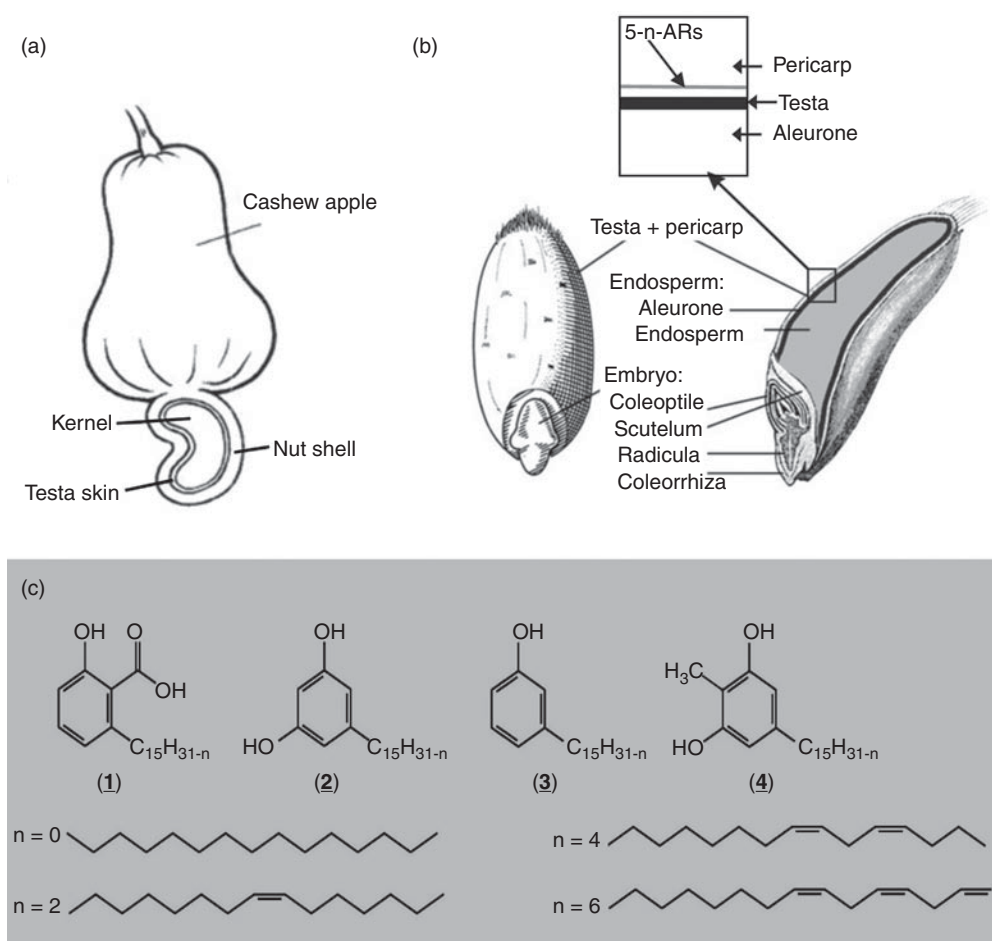 (a)
Cashew apple
Kernel
Nut shell
Testa skin
(b)
5-n-ARs
Pericarp
Testa
Aleurone
Testa + pericarp
Endosperm:
Aleurone
Endosperm
Embryo:
Coleoptile
Scutelum
Radicula
Coleorrhiza
(c)
OH O
OH
C15H31-n
(1)
OH
HO C15H31-n
(2)
OH
C15H31-n
(3)
OH
H3C
HO C15H31-n
(4)
n = 0
n = 4
n = 2
n = 6